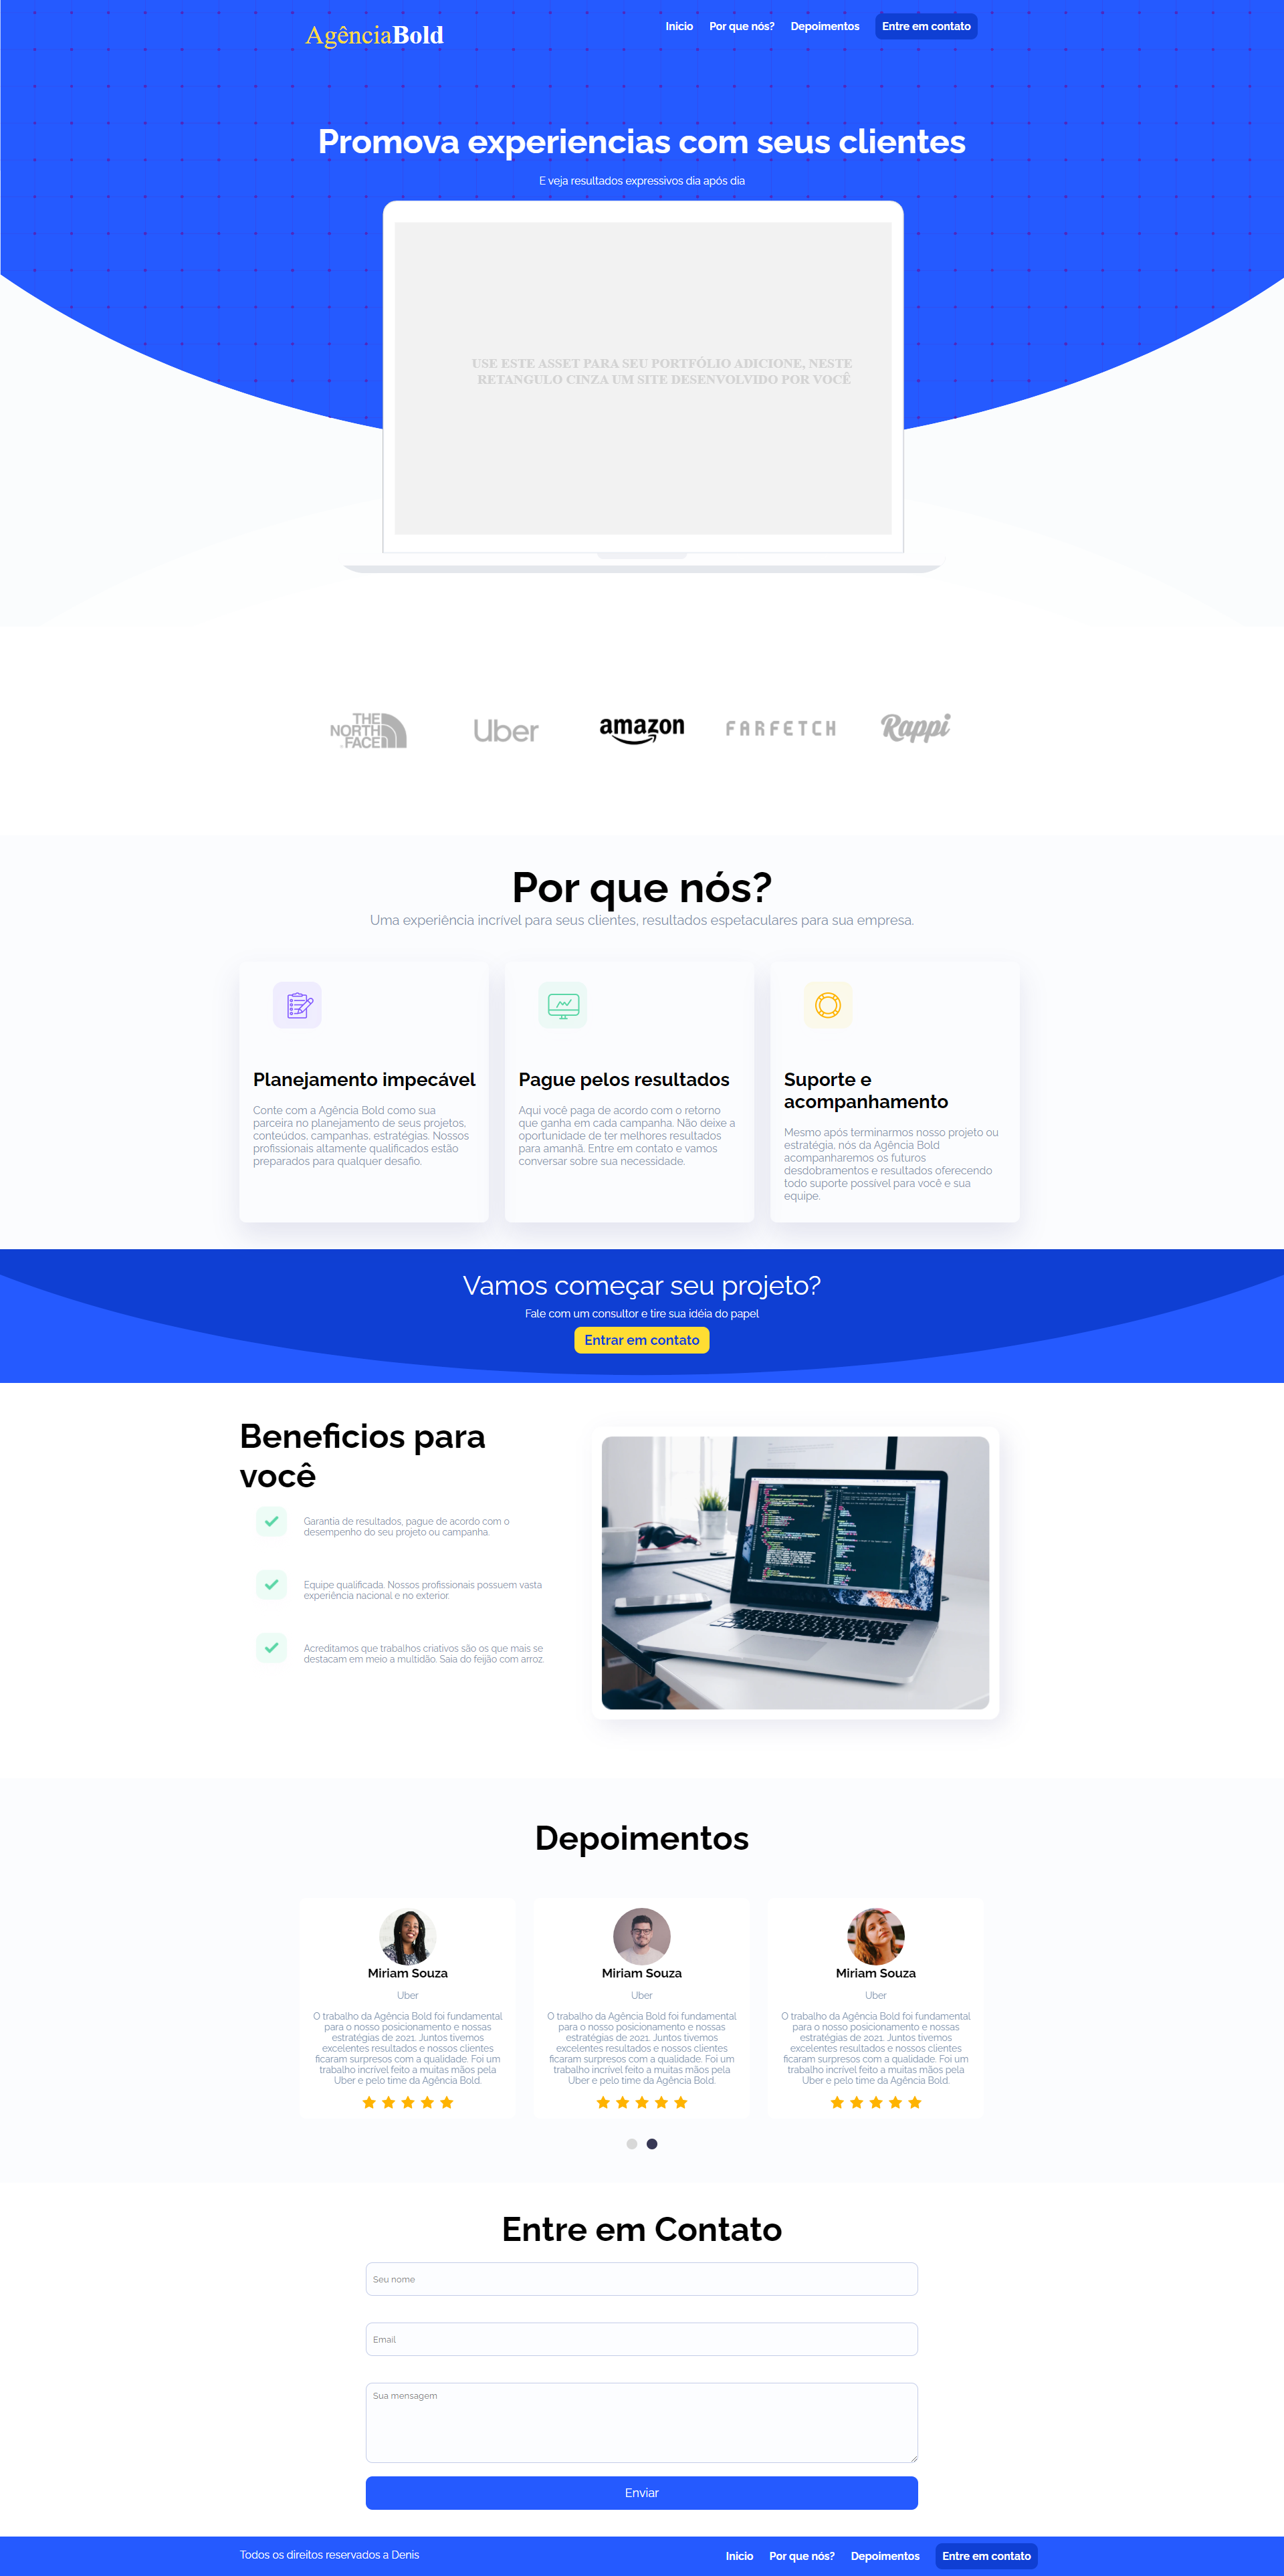 AgênciaBold
Inicio Por que nós? Depoimentos Entre em contato
Promova experiencias com seus clientes
E veja resultados expressivos dia após dia
USE ESTE ASSET PARA SEU PORTFÓLIO ADICIONE, NESTE
RETANGULO CINZA UM SITE DESENVOLVIDO POR VOCÊ
THE
NORTH
FACE
Uber
amazon
FARFETCH
Rappi
Por que nós?
Uma experiência incrível para seus clientes, resultados espetaculares para sua empresa.
Planejamento impecável
Conte com a Agência Bold como sua
parceira no planejamento de seus projetos,
conteúdos, campanhas, estratégias. Nossos
profissionais altamente qualificados estão
preparados para qualquer desafio.
Pague pelos resultados
Aqui você paga de acordo com o retorno
que ganha em cada campanha. Não deixe a
oportunidade de ter melhores resultados
para amanhã. Entre em contato e vamos
conversar sobre sua necessidade.
Suporte e
acompanhamento
Mesmo após terminarmos nosso projeto ou
estratégia, nós da Agência Bold
acompanharemos os futuros
desdobramentos e resultados oferecendo
todo suporte possível para você e sua
equipe.
Vamos começar seu projeto?
Fale com um consultor e tire sua idéia do papel
Entrar em contato
Beneficios para
você
Garantia de resultados, pague de acordo com o
desempenho do seu projeto ou campanha.
Equipe qualificada. Nossos profissionais possuem vasta
experiência nacional e no exterior.
Acreditamos que trabalhos criativos são os que mais se
destacam em meio a multidão. Saia do feijão com arroz.
Depoimentos
Miriam Souza
Uber
O trabalho da Agência Bold foi fundamental
para o nosso posicionamento e nossas
estratégias de 2021. Juntos tivemos
excelentes resultados e nossos clientes
ficaram surpresos com a qualidade. Foi um
trabalho incrível feito a muitas mãos pela
Uber e pelo time da Agência Bold.
Miriam Souza
Uber
O trabalho da Agência Bold foi fundamental
para o nosso posicionamento e nossas
estratégias de 2021. Juntos tivemos
excelentes resultados e nossos clientes
ficaram surpresos com a qualidade. Foi um
trabalho incrível feito a muitas mãos pela
Uber e pelo time da Agência Bold.
Miriam Souza
Uber
O trabalho da Agência Bold foi fundamental
para o nosso posicionamento e nossas
estratégias de 2021. Juntos tivemos
excelentes resultados e nossos clientes
ficaram surpresos com a qualidade. Foi um
trabalho incrível feito a muitas mãos pela
Uber e pelo time da Agência Bold.
Entre em Contato
Seu nome
Email
Sua mensagem
Enviar
Todos os direitos reservados a Denis
Inicio Por que nós? Depoimentos Entre em contato